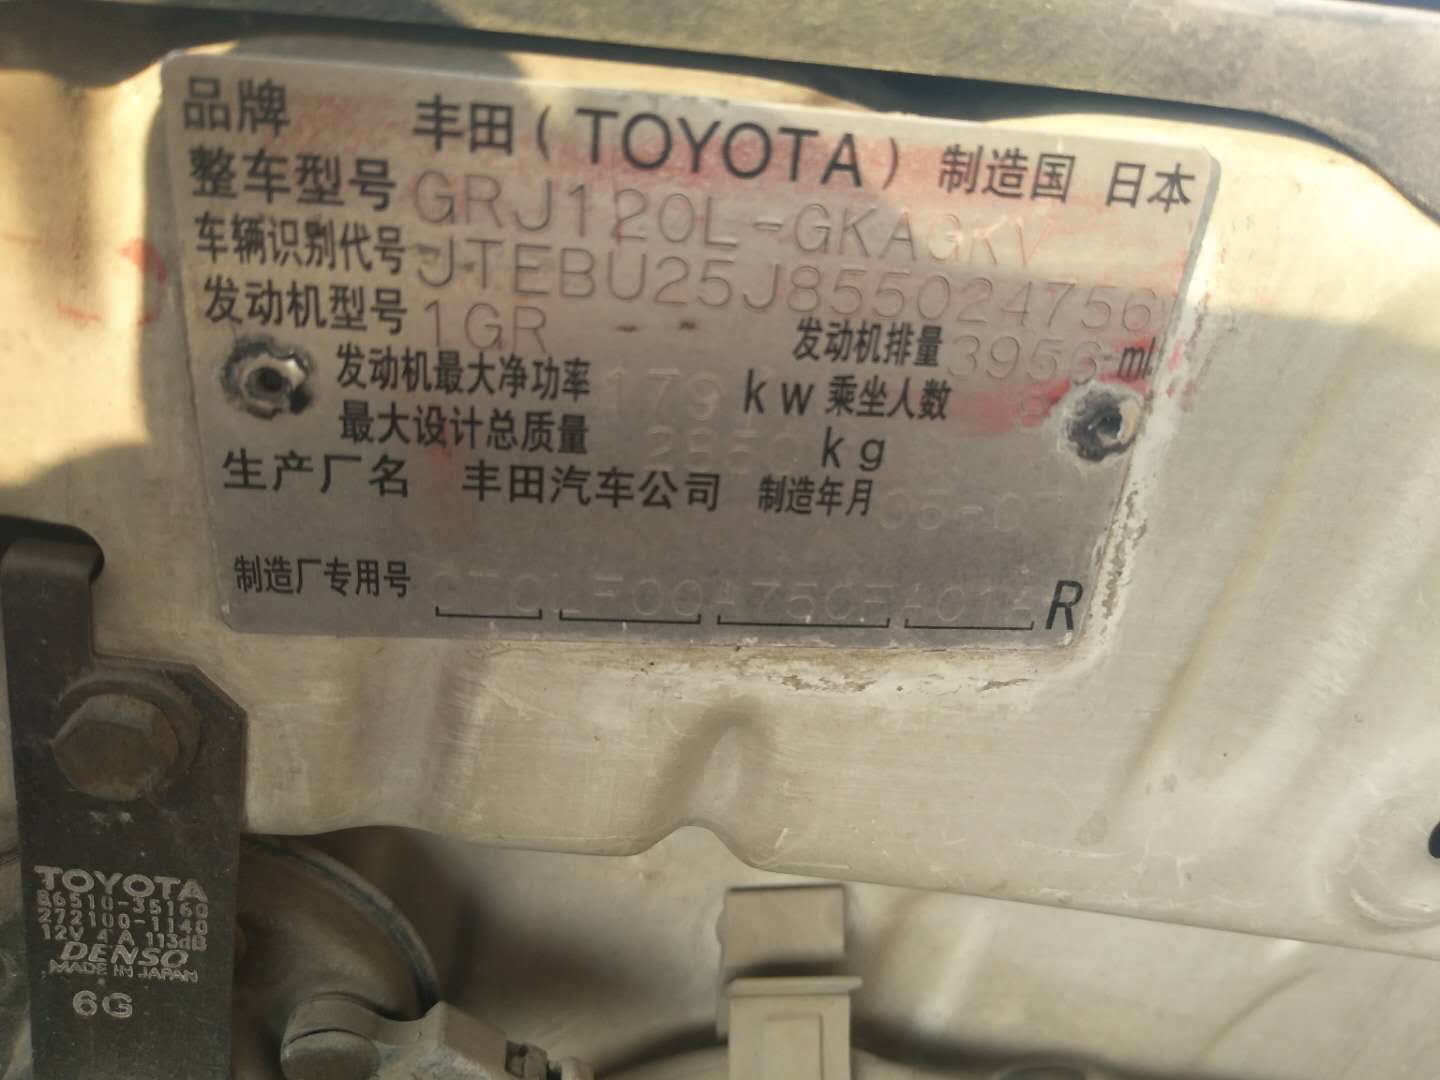 品牌 丰田(TOYOTA) 制造国 日本
整车型号 GRJ120L-GKAGKV
车辆识别代号 JTEBU25J855024756
发动机型号 1GR 发动机排量 3956 ml
发动机最大净功率 179 kw 乘坐人数
最大设计总质量 2850 kg
生产厂名 丰田汽车公司 制造年月
制造厂专用号 R
TOYOTA
86510-35160
272100-1140
12V 4A 113dB
DENSO
MADE IN JAPAN
6G